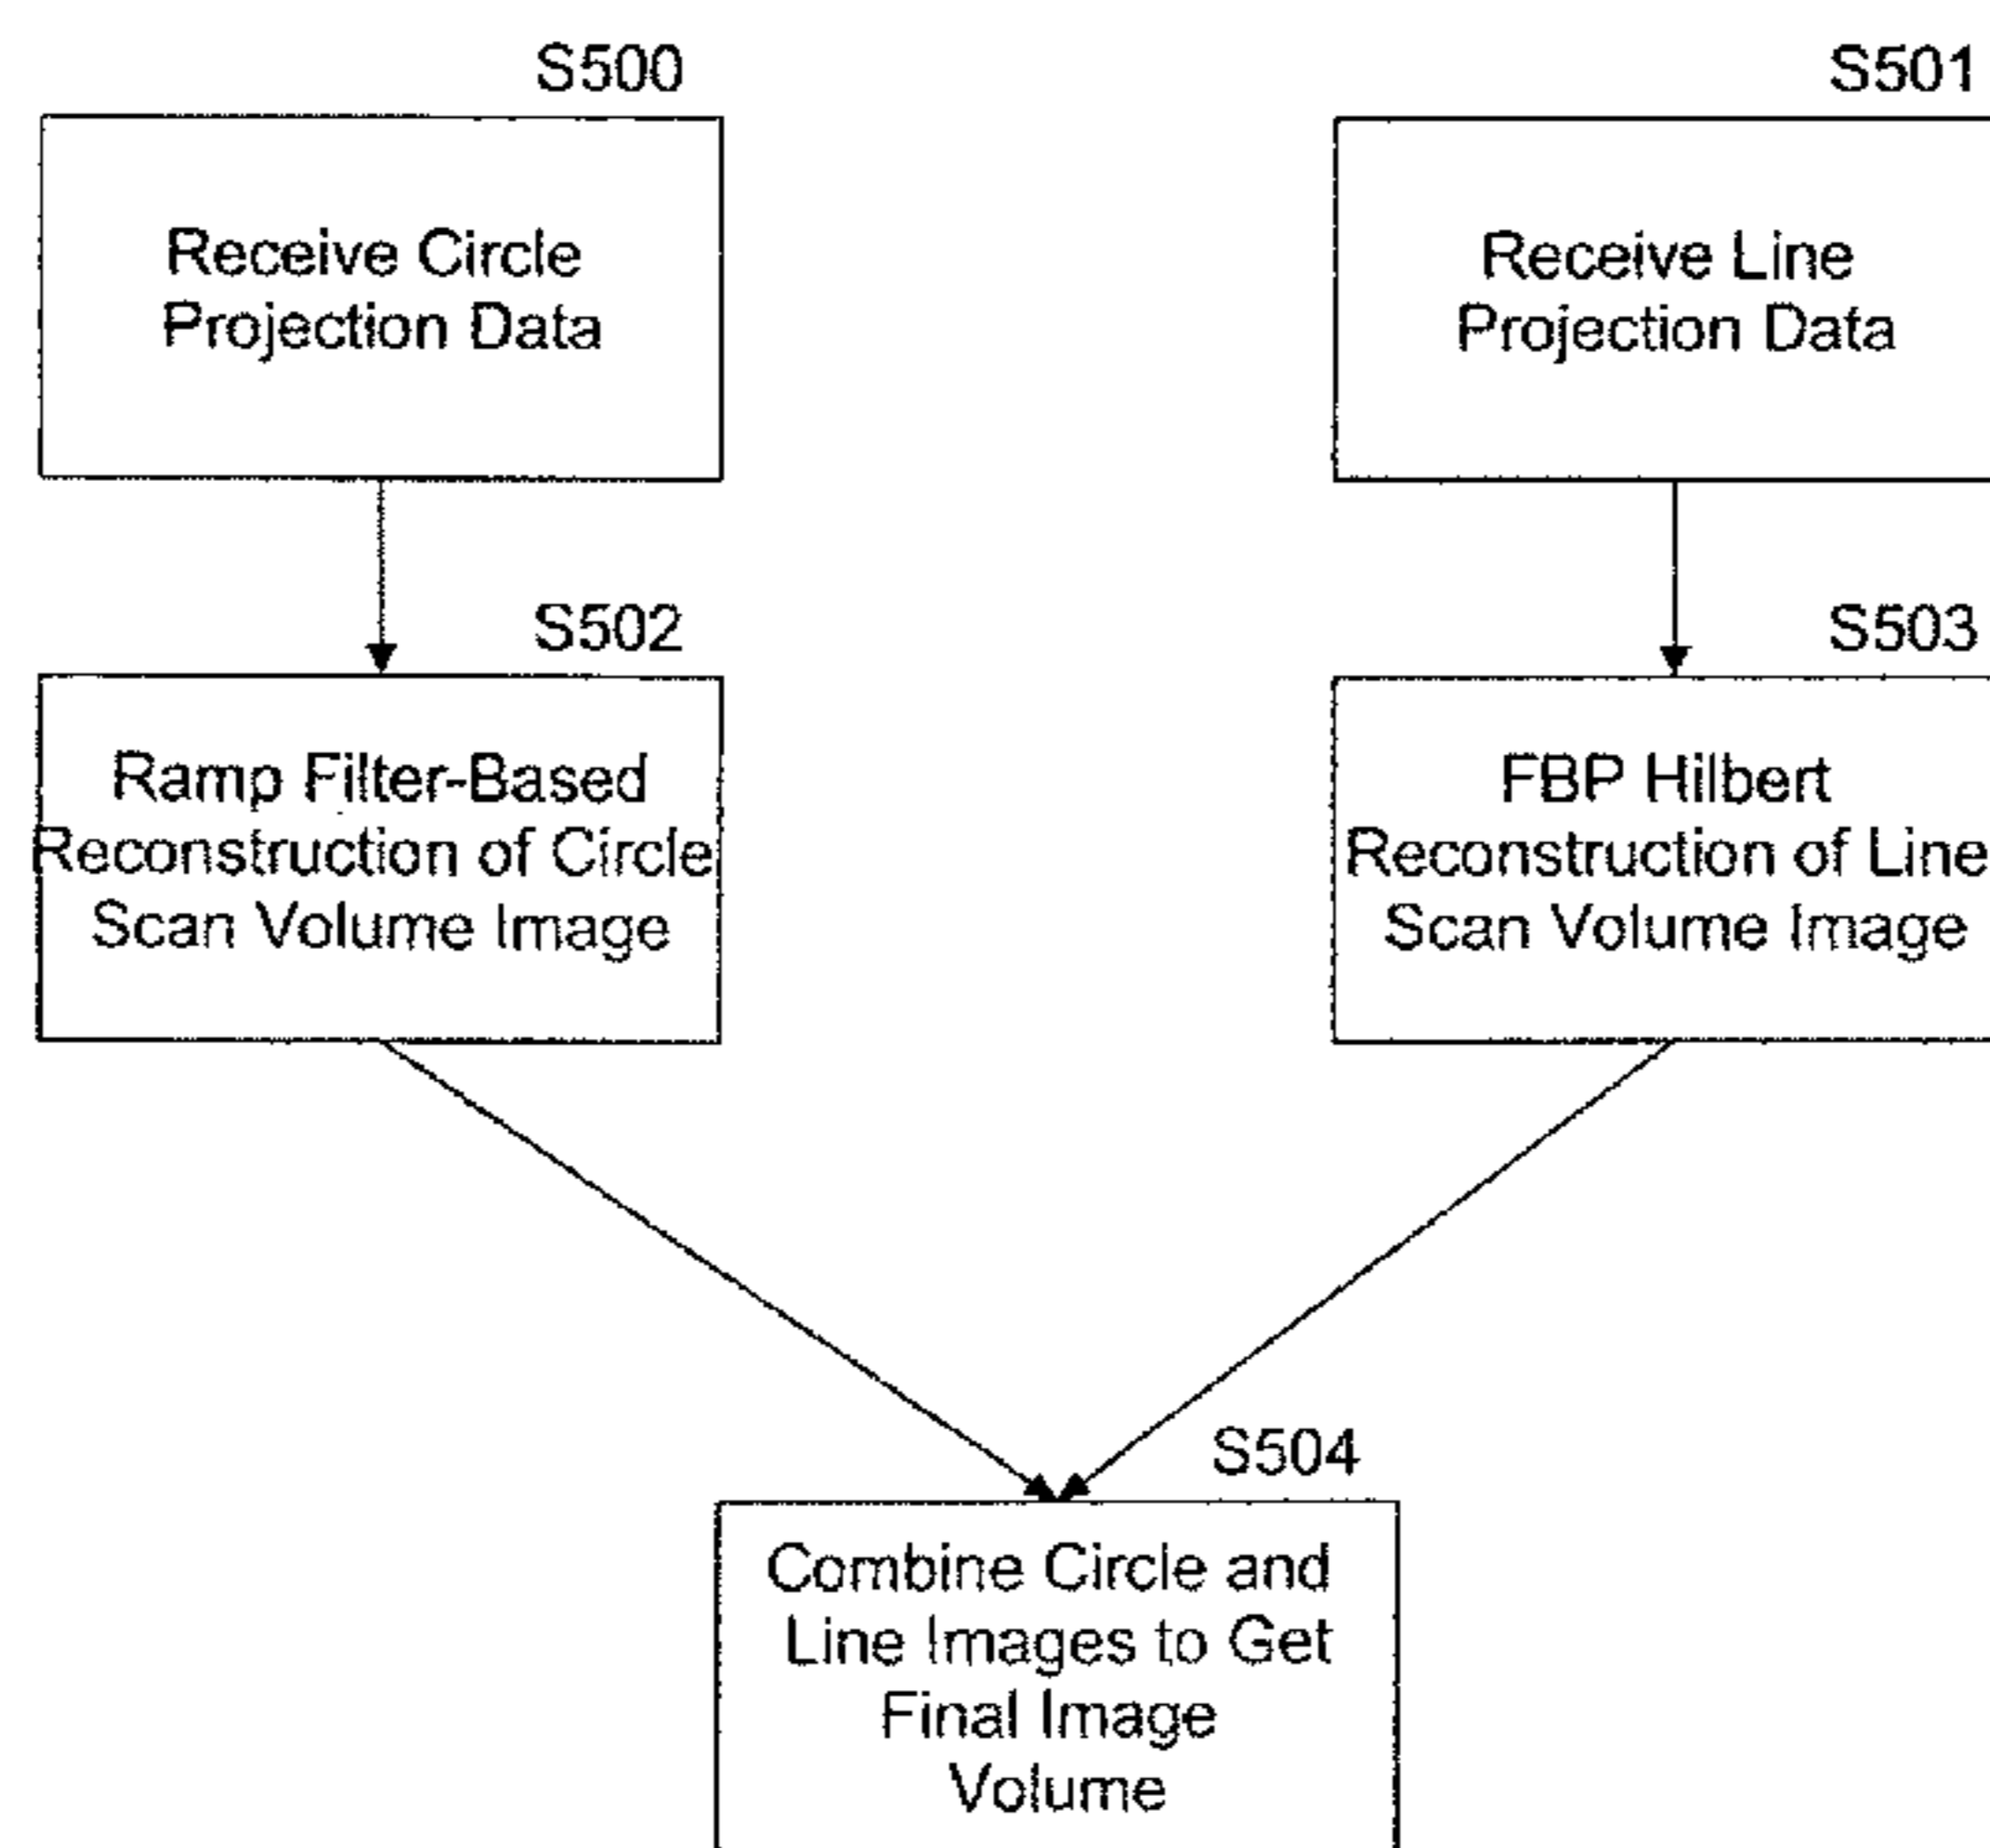 S500
Receive Circle
Projection Data
S501
Receive Line
Projection Data
S502
Ramp Filter-Based
Reconstruction of Circle
Scan Volume Image
S503
FBP Hilbert
Reconstruction of Line
Scan Volume Image
S504
Combine Circle and
Line Images to Get
Final Image
Volume